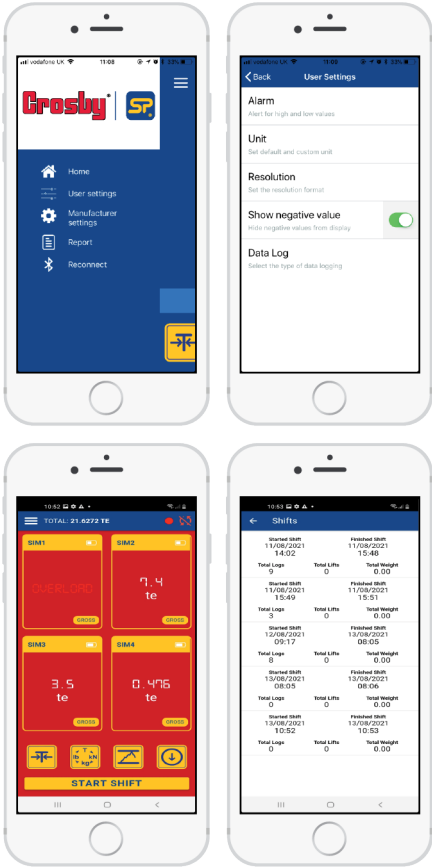 vodafone UK 11:08 33%
Crosby SP
Home
User settings
Manufacturer
settings
Report
Reconnect
vodafone UK 11:08 33%
Back User Settings
Alarm
Alert for high and low values
Unit
Set default and custom unit
Resolution
Set the resolution format
Show negative value
Hide negative values from display
Data Log
Select the type of data logging
10:52
TOTAL: 21.6272 TE
SIM1 SIM2
OVERLOAD 7.4
te
GROSS GROSS
SIM3 SIM4
3.5 0.476
te te
GROSS GROSS
lb kN
kg
START SHIFT
10:53
Shifts
Started Shift Finished Shift
11/08/2021 11/08/2021
14:02 15:48
Total Logs Total Lifts Total Weight
9 0 0.00
Started Shift Finished Shift
11/08/2021 11/08/2021
15:49 15:51
Total Logs Total Lifts Total Weight
3 0 0.00
Started Shift Finished Shift
12/08/2021 13/08/2021
09:17 08:05
Total Logs Total Lifts Total Weight
8 0 0.00
Started Shift Finished Shift
13/08/2021 13/08/2021
08:05 08:06
Total Logs Total Lifts Total Weight
0 0 0.00
Started Shift Finished Shift
13/08/2021 13/08/2021
10:52 10:53
Total Logs Total Lifts Total Weight
0 0 0.00